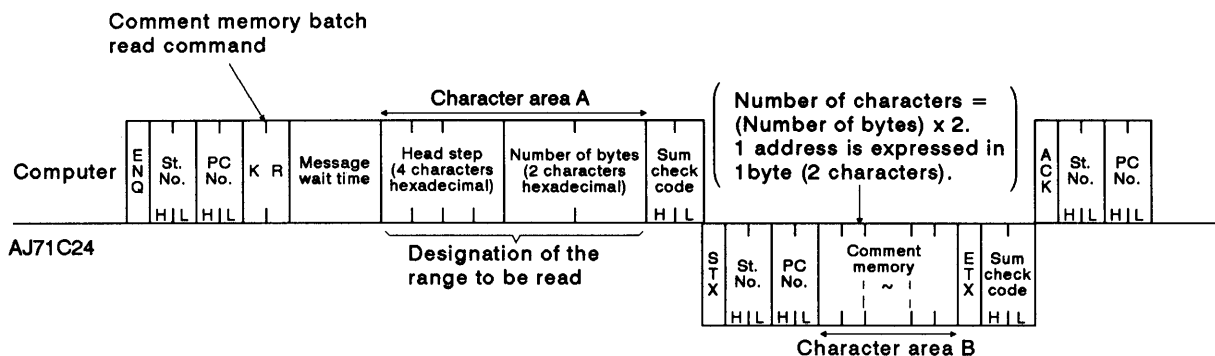 Comment memory batch
read command
Character area A
Number of characters =
(Number of bytes) x 2.
1 address is expressed in
1byte (2 characters).
Computer
E
N
Q
St.
No.
H L
PC
No.
H L
K R
Message
wait time
Head step
(4 characters
hexadecimal)
Number of bytes
(2 characters
hexadecimal)
Sum
check
code
H L
A
C
K
St.
No.
H L
PC
No.
H L
AJ71C24
Designation of the
range to be read
S
T
X
St.
No.
H L
PC
No.
H L
Comment
memory
~
E
T
X
Sum
check
code
H L
Character area B